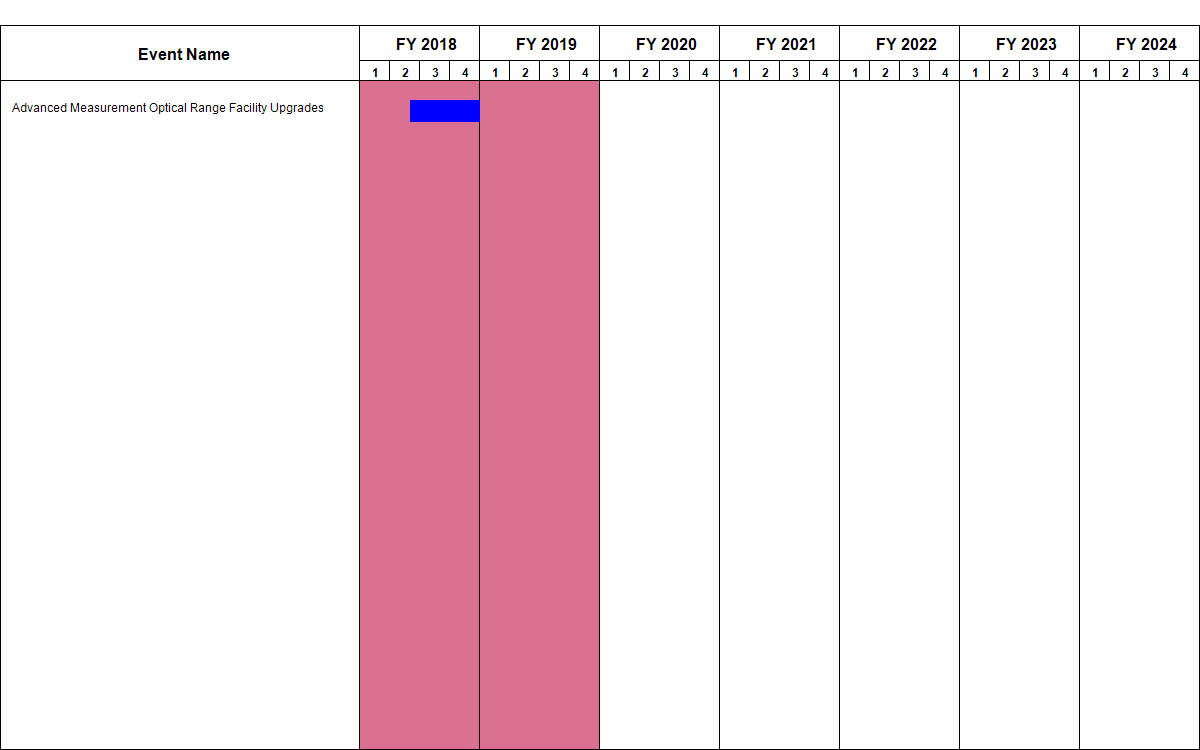 Event Name
FY 2018 FY 2019 FY 2020 FY 2021 FY 2022 FY 2023 FY 2024
1 2 3 4 1 2 3 4 1 2 3 4 1 2 3 4 1 2 3 4 1 2 3 4 1 2 3 4
Advanced Measurement Optical Range Facility Upgrades